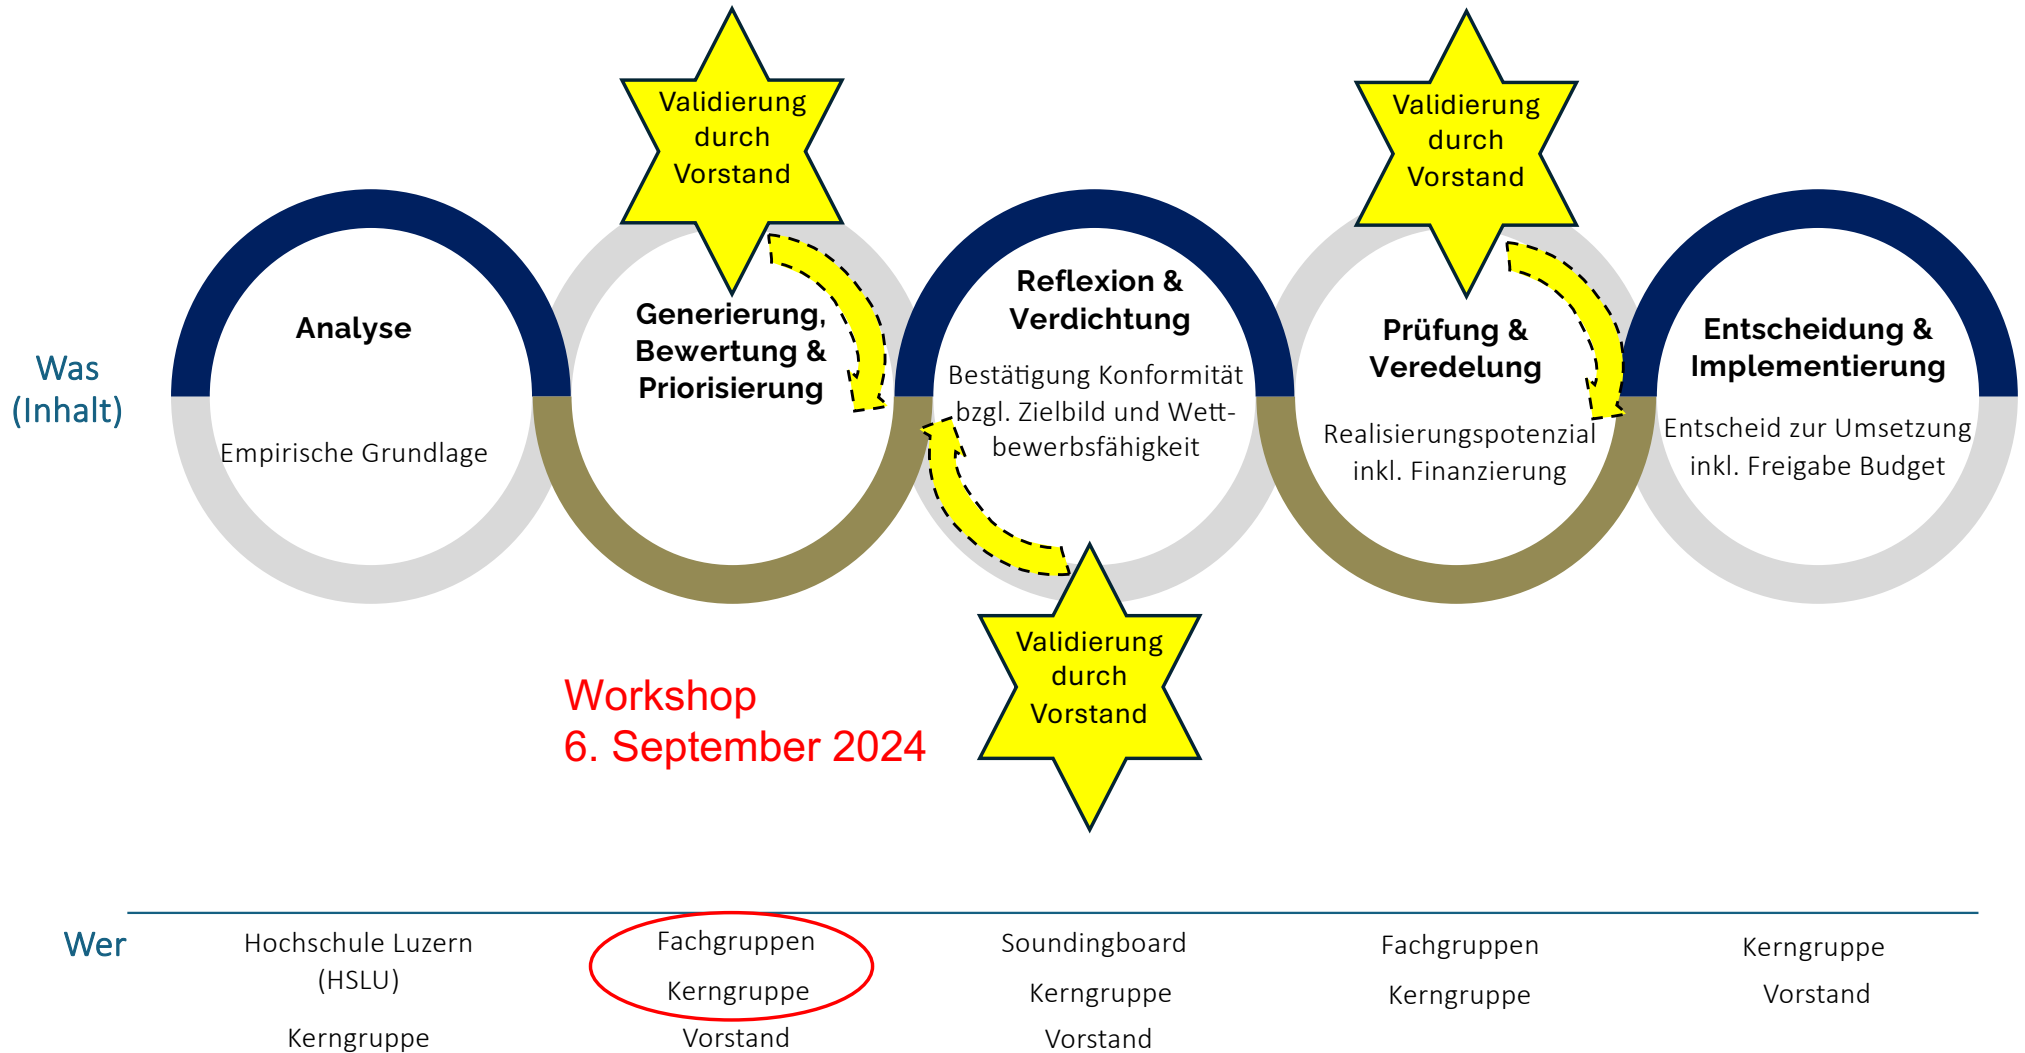 Validierung
durch
Vorstand
Validierung
durch
Vorstand
Was
(Inhalt)
Analyse
Empirische Grundlage
Generierung,
Bewertung &
Priorisierung
Reflexion &
Verdichtung
Bestätigung Konformität
bzgl. Zielbild und Wett-
bewerbsfähigkeit
Prüfung &
Veredelung
Realisierungspotenzial
inkl. Finanzierung
Entscheidung &
Implementierung
Entscheid zur Umsetzung
inkl. Freigabe Budget
Validierung
durch
Vorstand
Workshop
6. September 2024
Wer
Hochschule Luzern
(HSLU)
Kerngruppe
Fachgruppen
Kerngruppe
Vorstand
Soundingboard
Kerngruppe
Vorstand
Fachgruppen
Kerngruppe
Kerngruppe
Vorstand